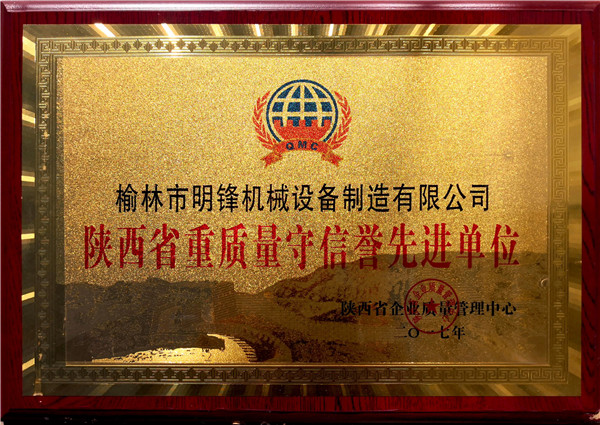 QMC
榆林市明锋机械设备制造有限公司
陕西省重质量守信誉先进单位
陕西省企业质量管理中心
二〇一七年